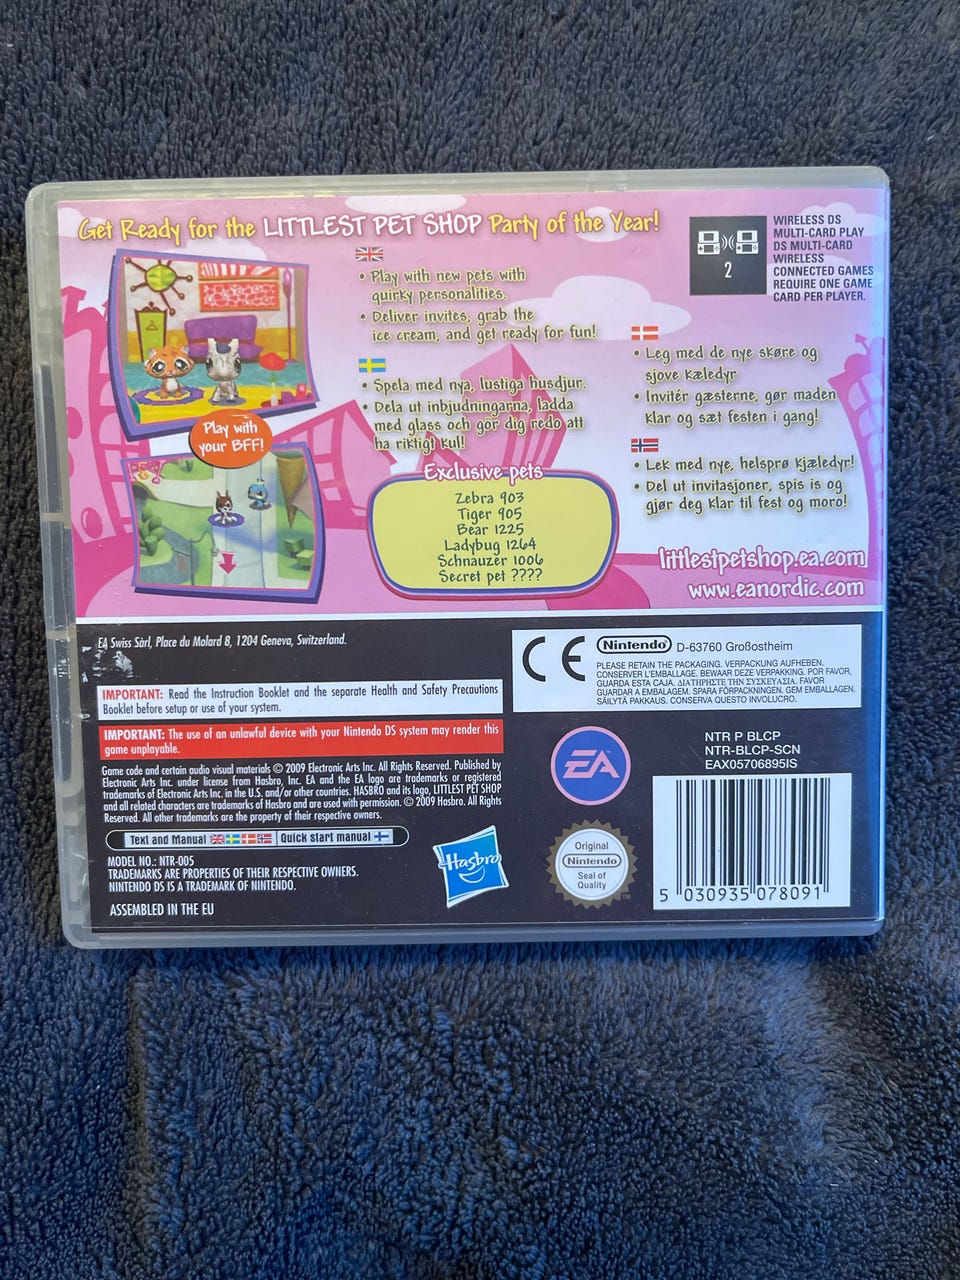 Get Ready for the LITTLEST PET SHOP Party of the Year!
• Play with new pets with
quirky personalities.
• Deliver invites, grab the
ice cream, and get ready for fun!
• Spela med nya, lustiga husdjur.
• Dela ut inbjudningarna, ladda
med glass och gör dig redo att
ha riktigt kul!
Play with
your BFF!
Exclusive pets
Zebra 903
Tiger 905
Bear 1225
Ladybug 1264
Schnauzer 1006
Secret pet ????
2
WIRELESS DS
MULTI-CARD PLAY
DS MULTI-CARD
WIRELESS
CONNECTED GAMES
REQUIRE ONE GAME
CARD PER PLAYER.
• Leg med de nye skøre og
sjove kæledyr
• Invitér gæsterne, gør maden
klar og sæt festen i gang!
• Lek med nye, helsprø kjæledyr!
• Del ut invitasjoner, spis is og
gjør deg klar til fest og moro!
littlestpetshop.ea.com
www.eanordic.com
EA Swiss Sàrl, Place du Molard 8, 1204 Geneva, Switzerland.
IMPORTANT: Read the Instruction Booklet and the separate Health and Safety Precautions
Booklet before setup or use of your system.
IMPORTANT: The use of an unlawful device with your Nintendo DS system may render this
game unplayable.
Game code and certain audio visual materials © 2009 Electronic Arts Inc. All Rights Reserved. Published by
Electronic Arts Inc. under license from Hasbro, Inc. EA and the EA logo are trademarks or registered
trademarks of Electronic Arts Inc. in the U.S. and/or other countries. HASBRO and its logo, LITTLEST PET SHOP
and all related characters are trademarks of Hasbro and are used with permission. © 2009 Hasbro. All Rights
Reserved. All other trademarks are the property of their respective owners.
Text and Manual Quick start manual
MODEL NO.: NTR-005
TRADEMARKS ARE PROPERTIES OF THEIR RESPECTIVE OWNERS.
NINTENDO DS IS A TRADEMARK OF NINTENDO.
ASSEMBLED IN THE EU
Hasbro
CE Nintendo D-63760 Großostheim
PLEASE RETAIN THE PACKAGING. VERPACKUNG AUFHEBEN.
CONSERVER L'EMBALLAGE. BEWAAR DEZE VERPAKKING. POR FAVOR,
GUARDA ESTA CAJA. ΔΙΑΤΗΡΗΣΤΕ ΤΗΝ ΣΥΣΚΕΥΑΣΙΑ. FAVOR
GUARDAR A EMBALAGEM. SPARA FÖRPACKNINGEN. GEM EMBALLAGEN.
SÄILYTÄ PAKKAUS. CONSERVA QUESTO INVOLUCRO.
EA
NTR P BLCP
NTR-BLCP-SCN
EAX05706895IS
Original
Nintendo
Seal of
Quality
TM
5 030935 078091